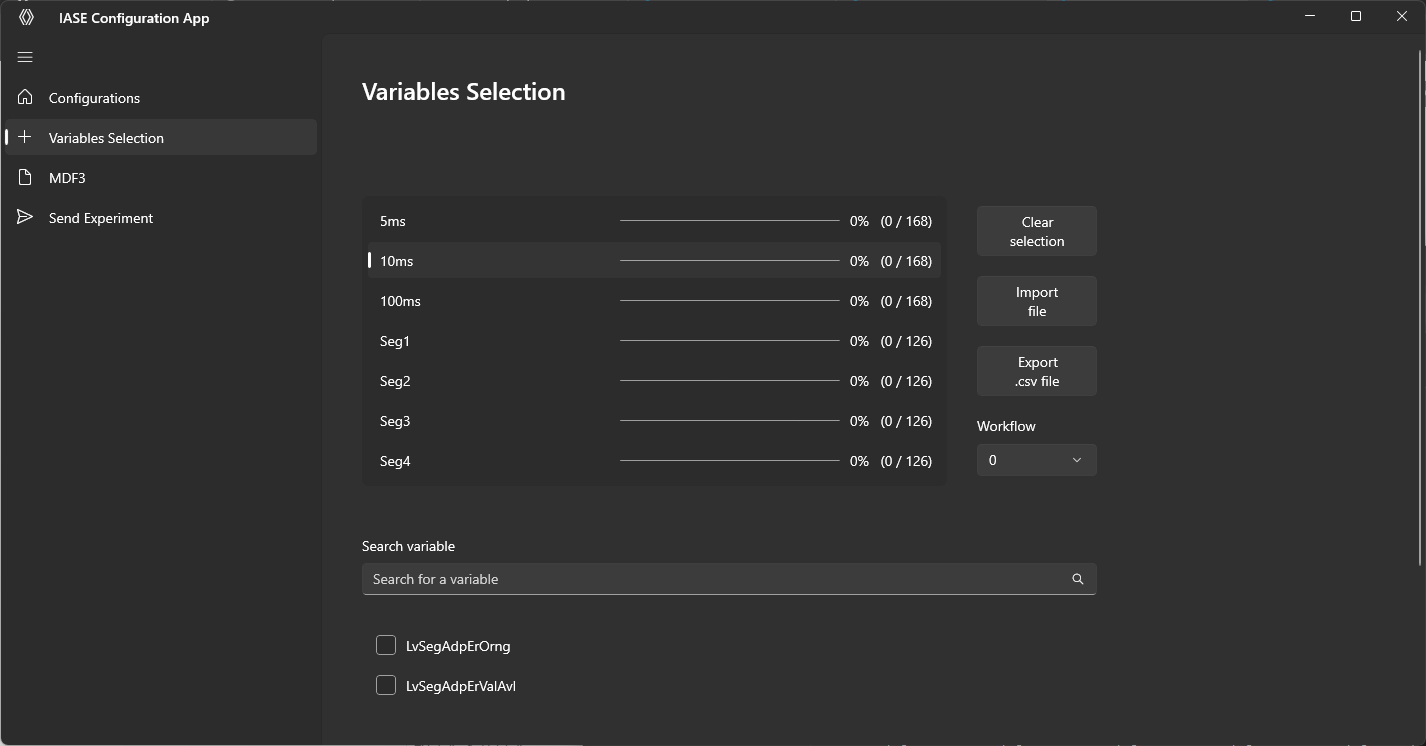 IASE Configuration App
Configurations
Variables Selection
MDF3
Send Experiment
Variables Selection
5ms 0% (0 / 168)
10ms 0% (0 / 168)
100ms 0% (0 / 168)
Seg1 0% (0 / 126)
Seg2 0% (0 / 126)
Seg3 0% (0 / 126)
Seg4 0% (0 / 126)
Clear
selection
Import
file
Export
.csv file
Workflow
0
Search variable
Search for a variable
LvSegAdpErOrng
LvSegAdpErValAvl